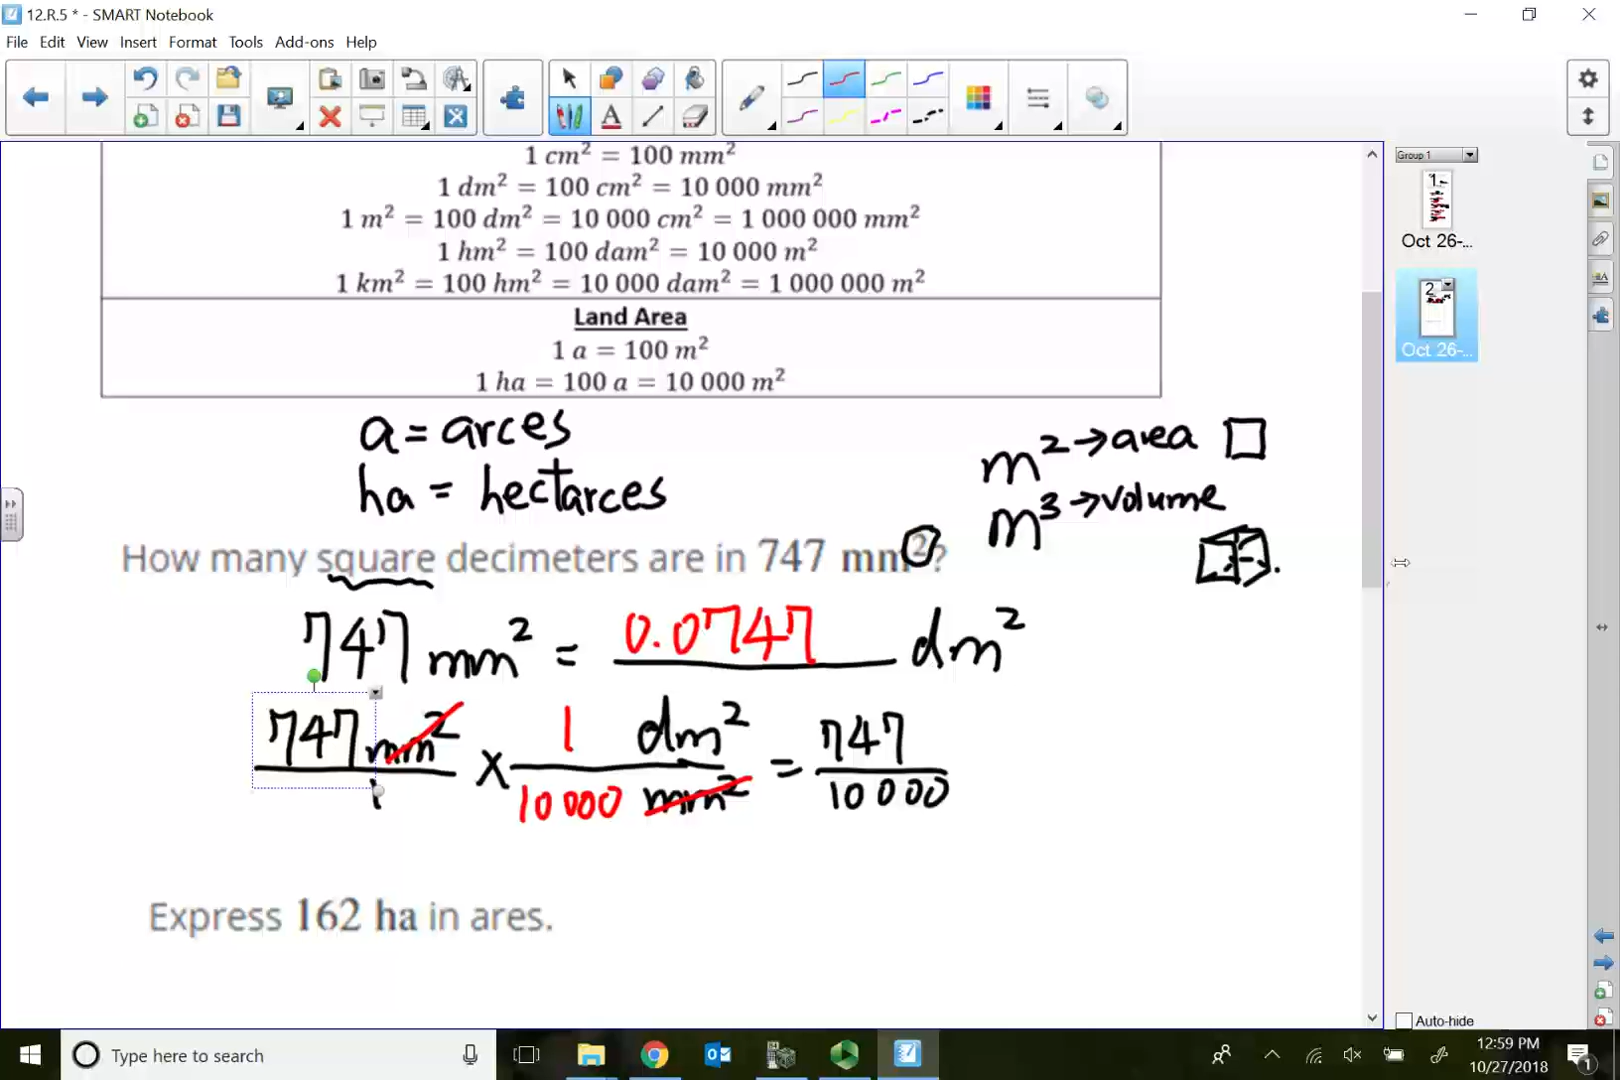 12.R.5 * - SMART Notebook
File Edit View Insert Format Tools Add-ons Help
1 cm² = 100 mm²
1 dm² = 100 cm² = 10 000 mm²
1 m² = 100 dm² = 10 000 cm² = 1 000 000 mm²
1 hm² = 100 dam² = 10 000 m²
1 km² = 100 hm² = 10 000 dam² = 1 000 000 m²
Land Area
1 a = 100 m²
1 ha = 100 a = 10 000 m²
a = arces
ha = hectarces
m² → area
m³ → volume
How many square decimeters are in 747 mm²?
747 mm² = 0.0747 dm²
747 mm² / 1 × 1 dm² / 10 000 mm² = 747 / 10 000
Express 162 ha in ares.
Group 1
1
Oct 26-...
2
Oct 26-...
Auto-hide
Type here to search
12:59 PM
10/27/2018
1